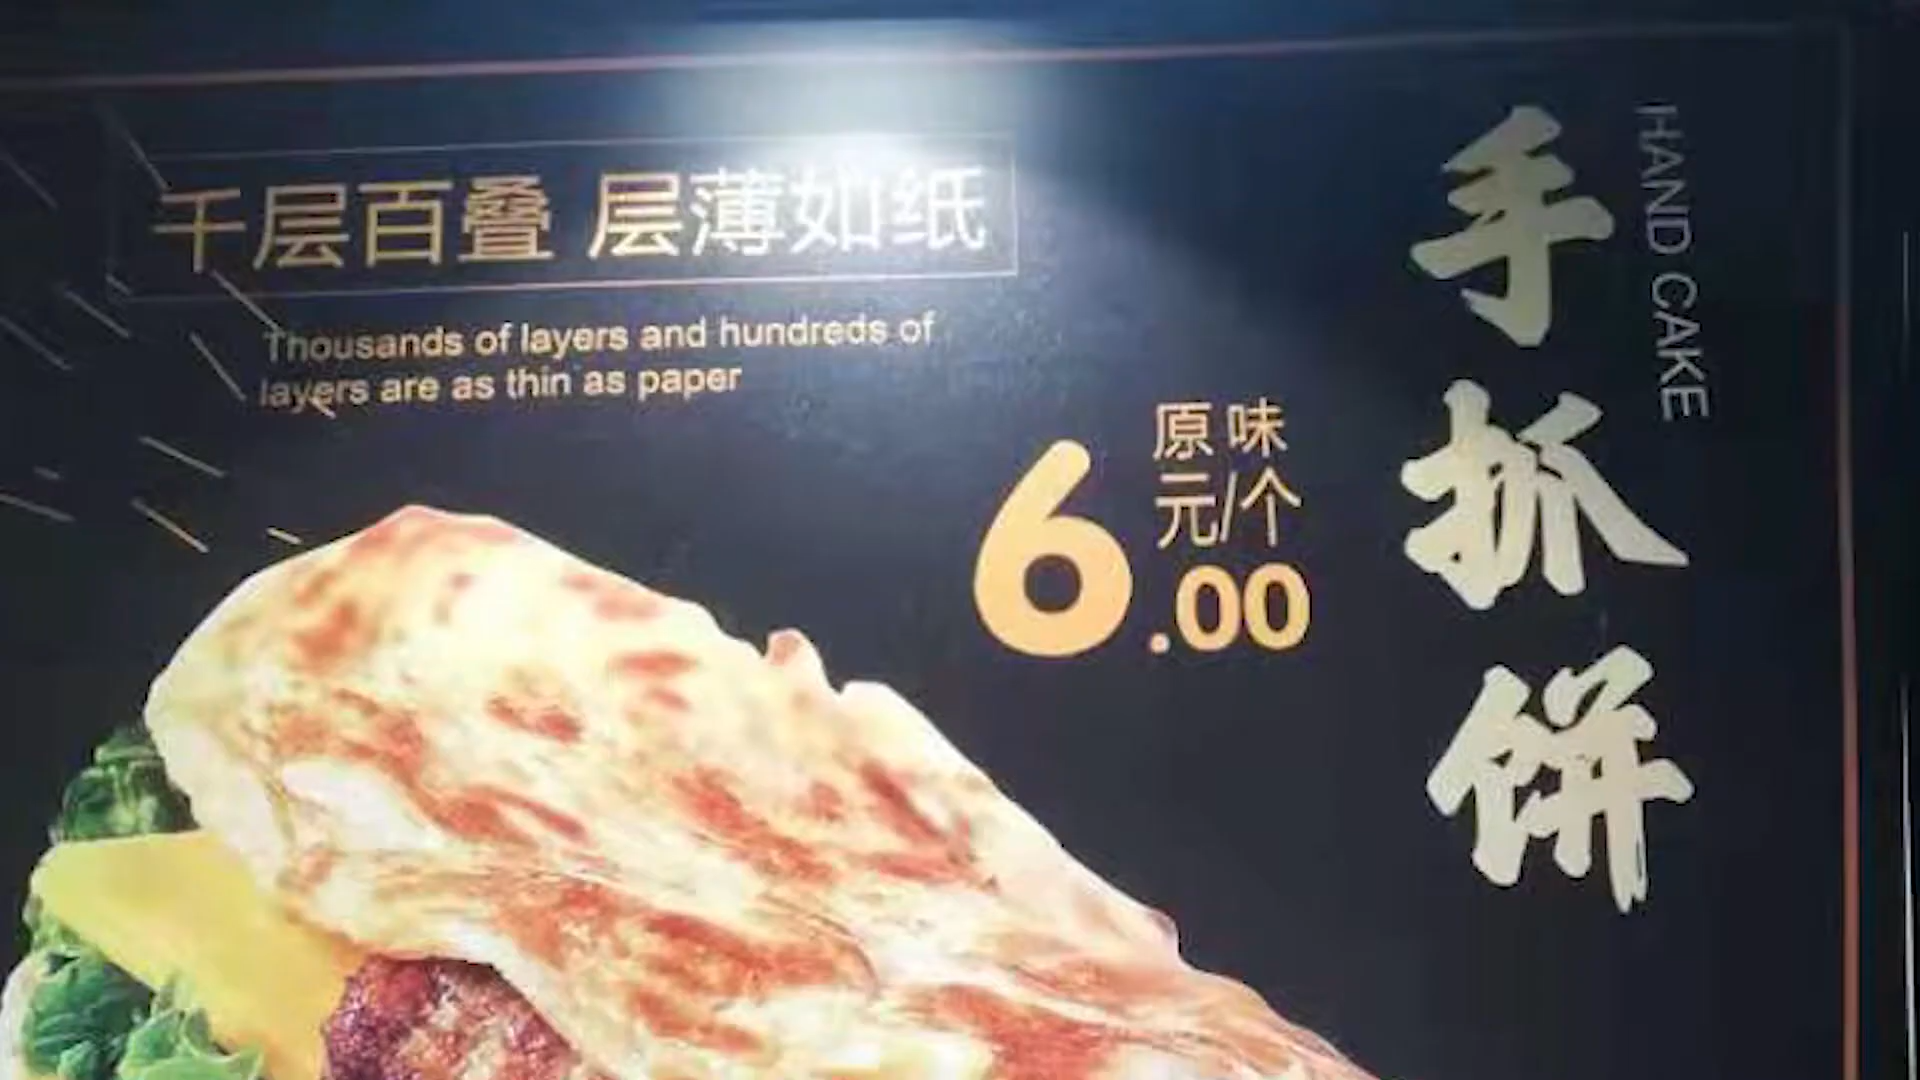 千层百叠 层薄如纸
Thousands of layers and hundreds of
layers are as thin as paper
原味
元/个
6.00
手抓饼
HAND CAKE